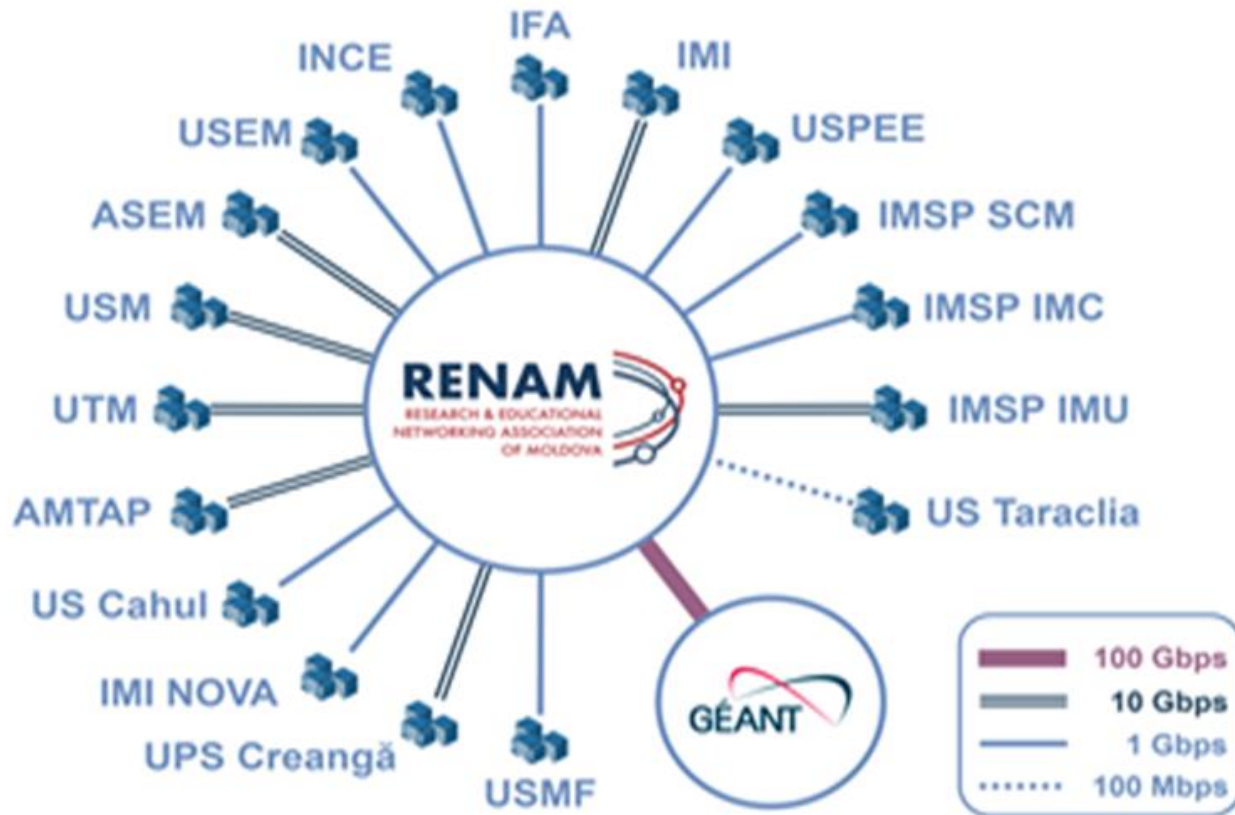 IFA
INCE
IMI
USEM
USPEE
ASEM
IMSP SCM
USM
IMSP IMC
RENAM
RESEARCH & EDUCATIONAL
NETWORKING ASSOCIATION
OF MOLDOVA
UTM
IMSP IMU
AMTAP
US Taraclia
US Cahul
IMI NOVA
UPS Creangă
USMF
GÉANT
100 Gbps
10 Gbps
1 Gbps
100 Mbps